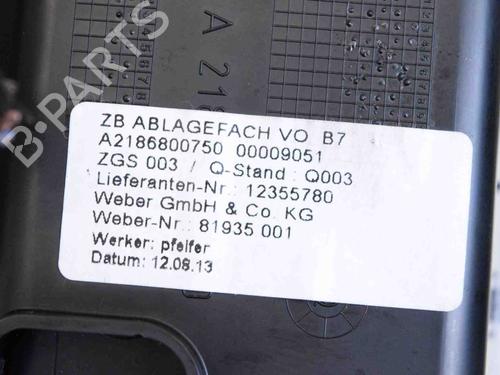 B-PARTS
A 218
ZB ABLAGEFACH VO B7
A2186800750 00009051
ZGS 003 / Q-Stand : Q003
Lieferanten-Nr.: 12355780
Weber GmbH & Co. KG
Weber-Nr.: 81935 001
Werker: pfeifer
Datum: 12.08.13